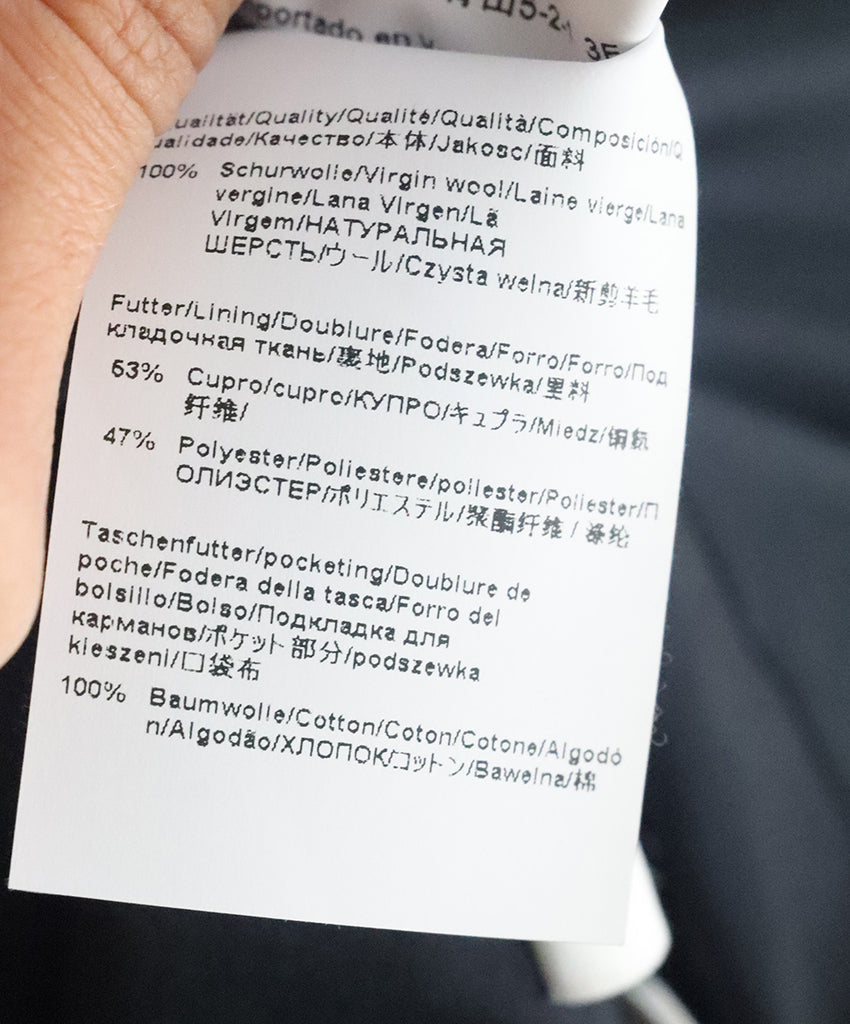 portado en
5-2-
3E
ualität/Quality/Qualité/Qualità/Composición/Q
ualidade/Качество/本体/Jakosc/面料
100% Schurwolle/Virgin wool/Laine vierge/Lana
vergine/Lana Virgen/Lã
Virgem/НАТУРАЛЬНАЯ
ШЕРСТЬ/ウール/Czysta welna/新剪羊毛
Futter/Lining/Doublure/Fodera/Forro/Forro/Под
кладочная ткань/裏地/Podszewka/里料
53% Cupro/cupro/КУПРО/キュプラ/Miedz/铜氨
纤维/
47% Polyester/Poliestere/poliester/Poliester/П
ОЛИЭСТЕР/ポリエステル/聚酯纤维 / 涤纶
Taschenfutter/pocketing/Doublure de
poche/Fodera della tasca/Forro del
bolsillo/Bolso/Подкладка для
карманов/ポケット部分/podszewka
kieszeni/口袋布
100% Baumwolle/Cotton/Coton/Cotone/Algodó
n/Algodão/ХЛОПОК/コットン/Bawelna/棉